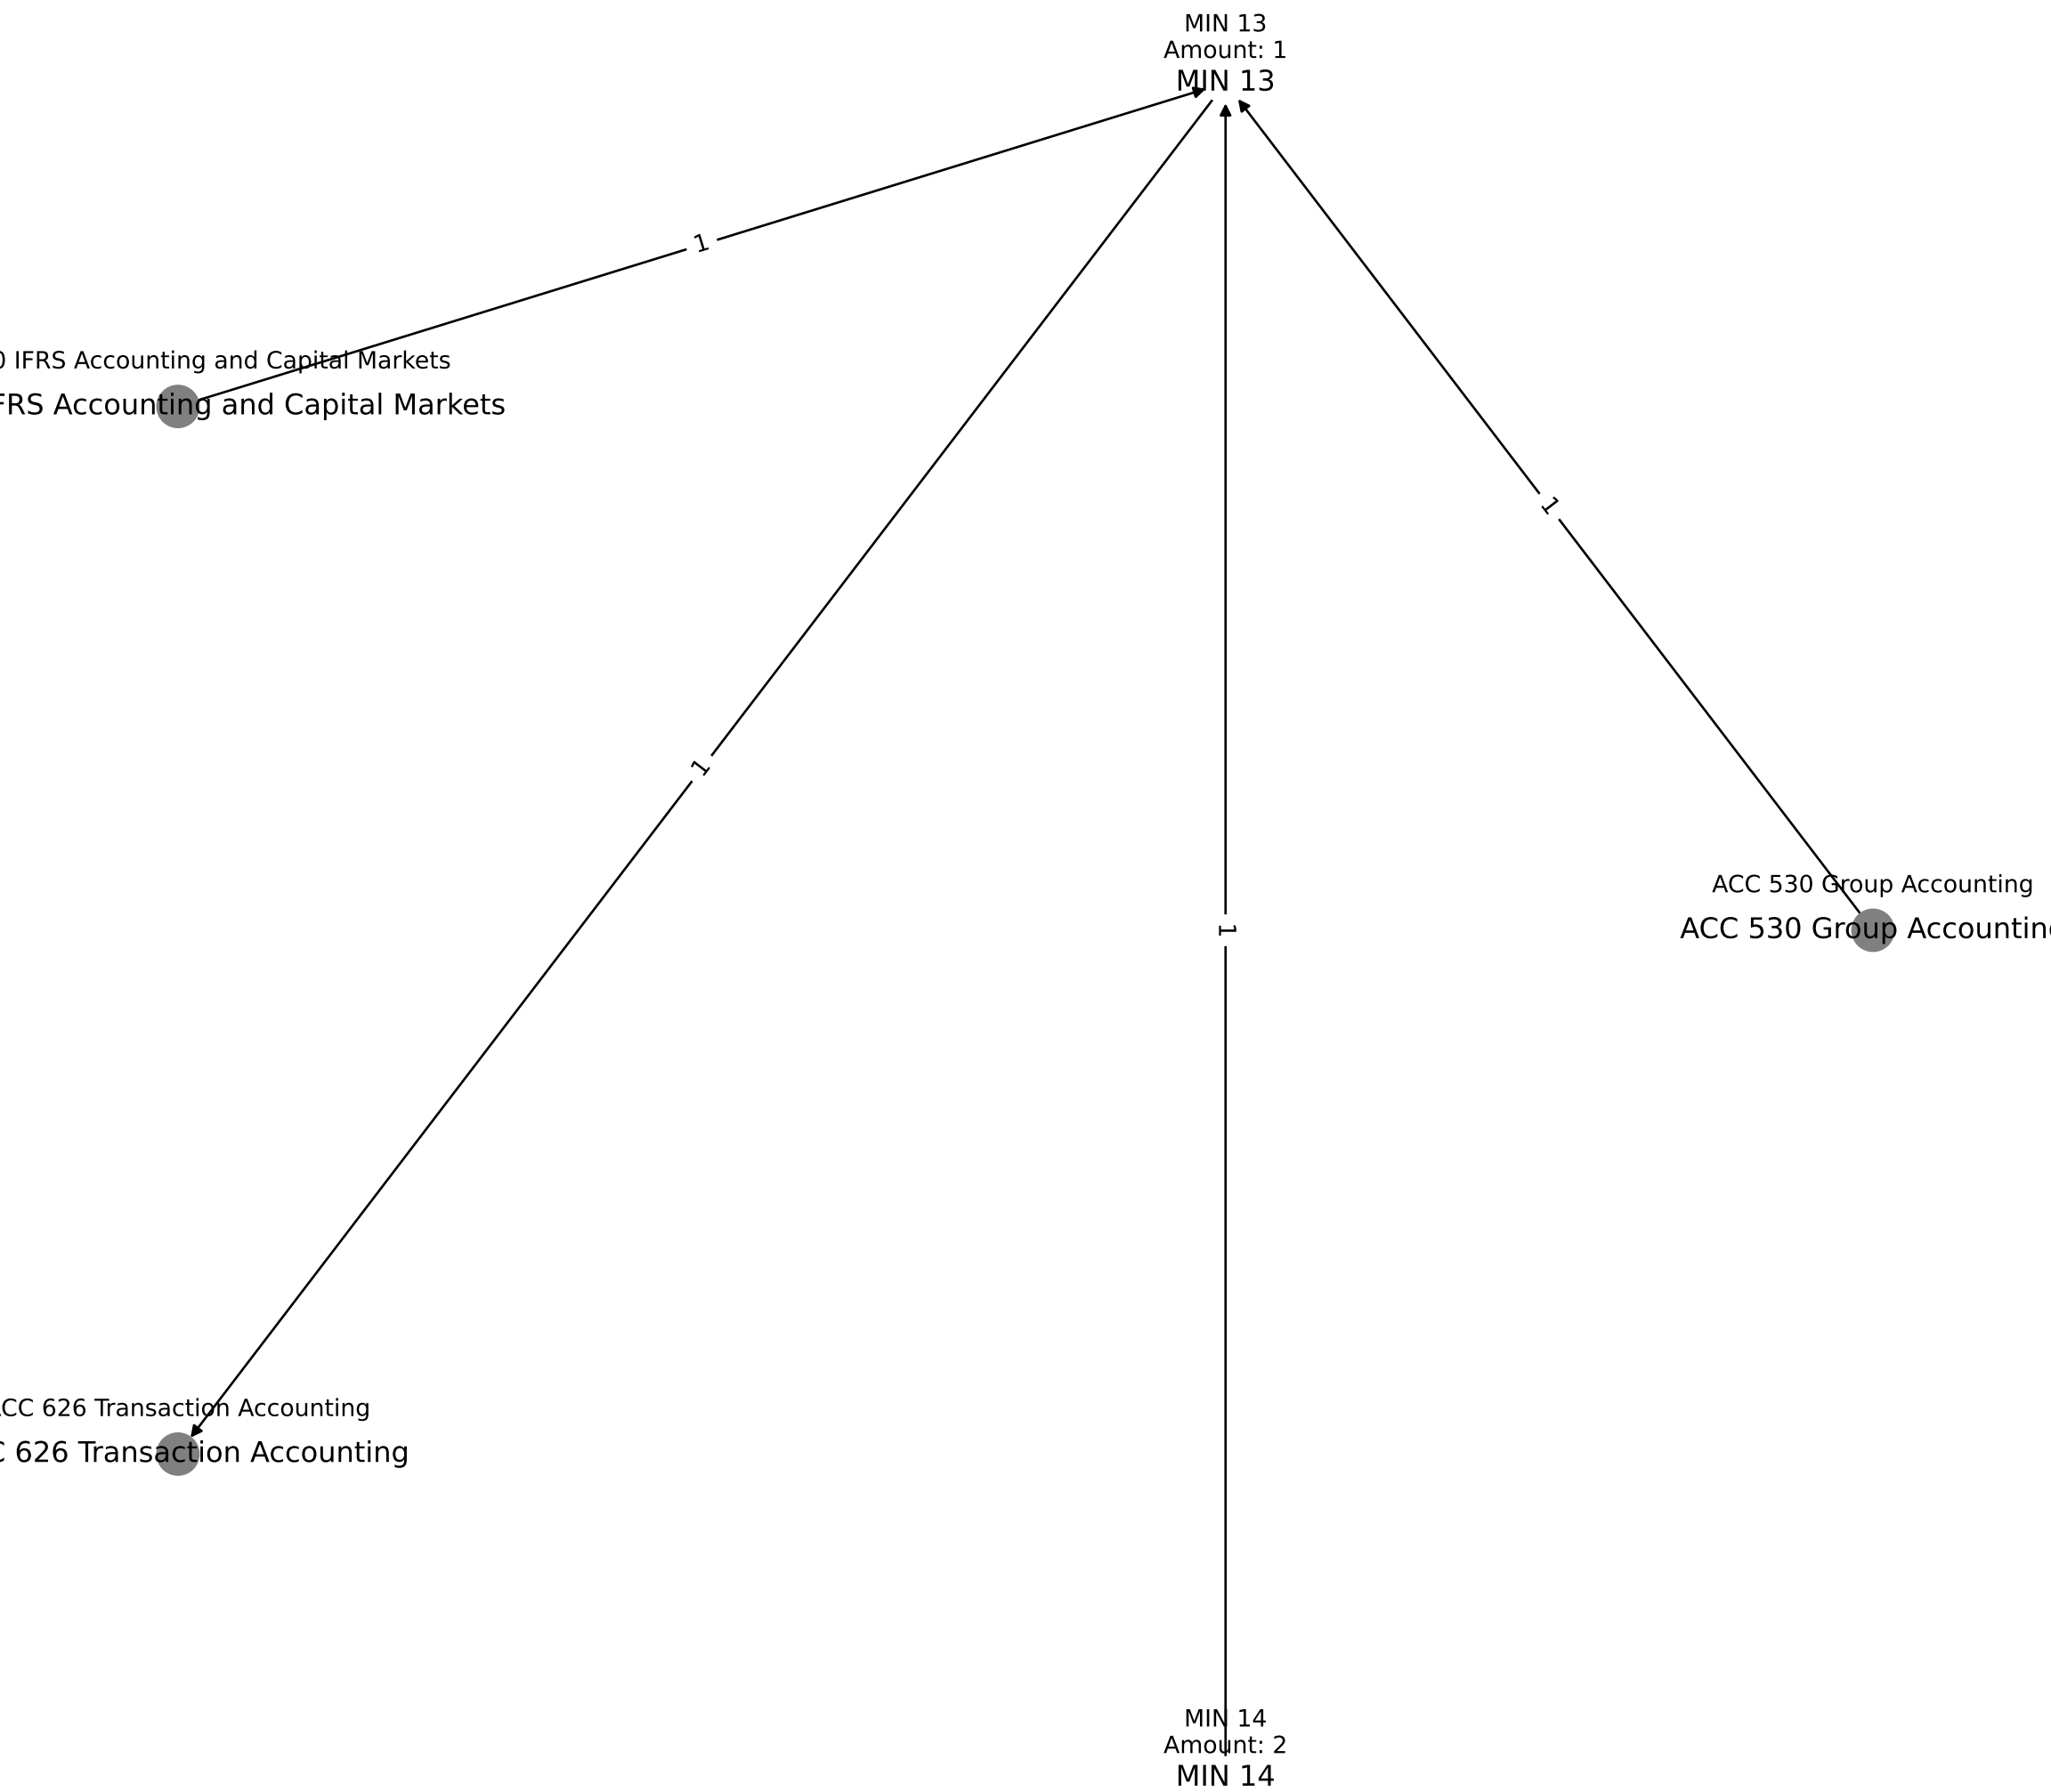 MIN 13
Amount: 1
MIN 13
1
0 IFRS Accounting and Capital Markets
FRS Accounting and Capital Markets
1
1
ACC 530 Group Accounting
ACC 530 Group Accounting
1
ACC 626 Transaction Accounting
C 626 Transaction Accounting
MIN 14
Amount: 2
MIN 14